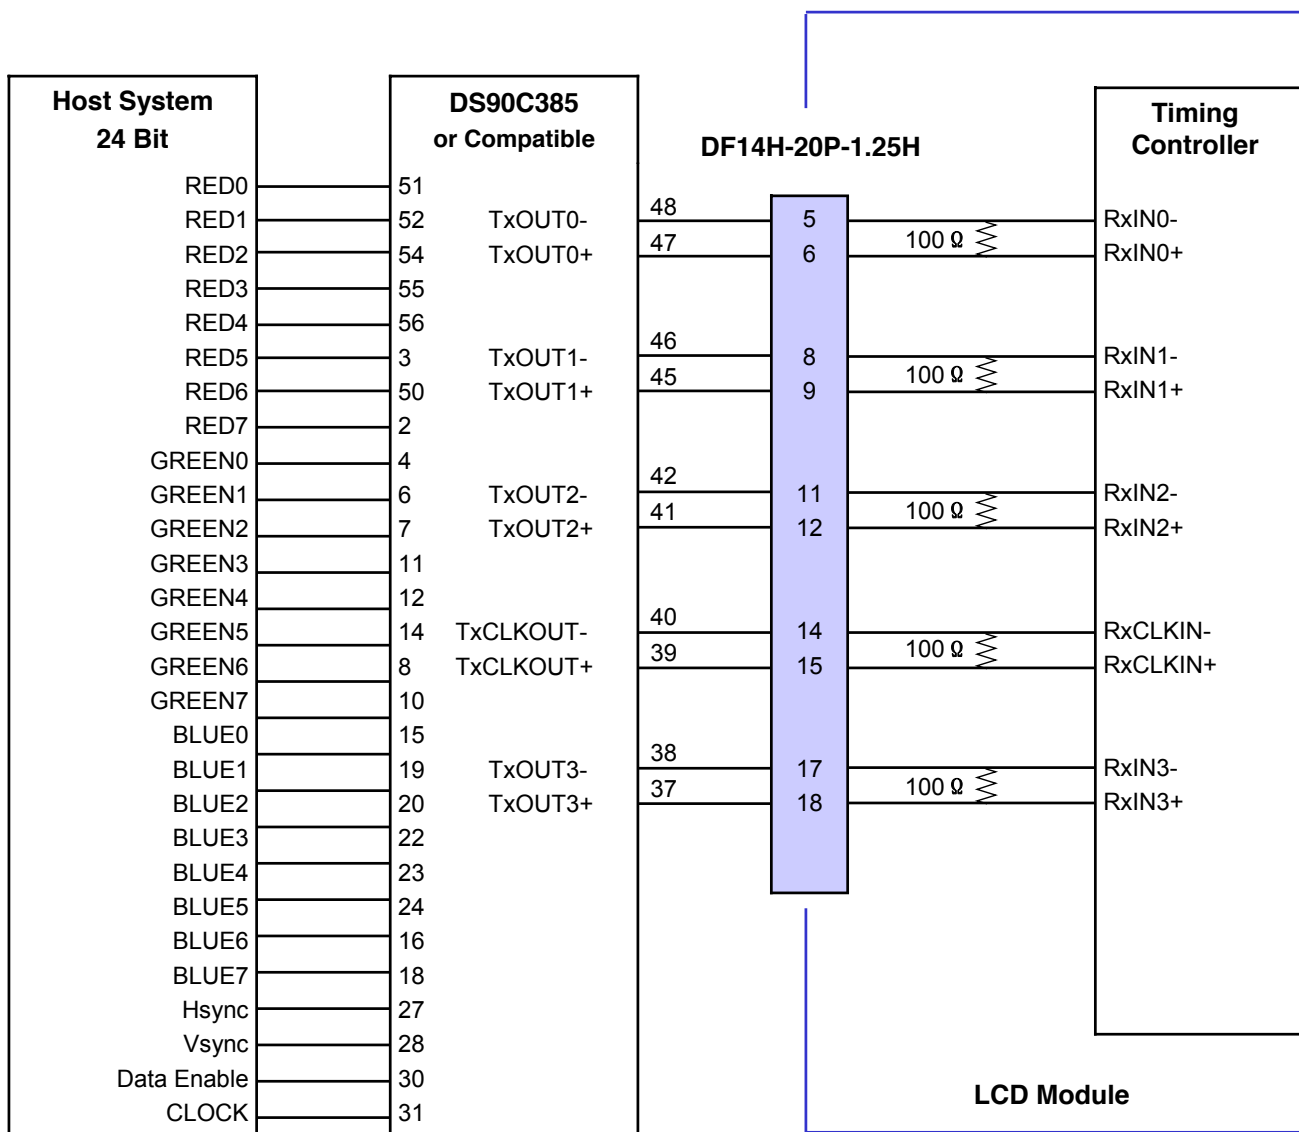 Host System
24 Bit
DS90C385
or Compatible
DF14H-20P-1.25H
Timing
Controller
RED0 51
RED1 52 TxOUT0- 48 5 RxIN0-
100 Ω
RED2 54 TxOUT0+ 47 6 RxIN0+
RED3 55
RED4 56
RED5 3 TxOUT1- 46 8 RxIN1-
100 Ω
RED6 50 TxOUT1+ 45 9 RxIN1+
RED7 2
GREEN0 4
GREEN1 6 TxOUT2- 42 11 RxIN2-
100 Ω
GREEN2 7 TxOUT2+ 41 12 RxIN2+
GREEN3 11
GREEN4 12
GREEN5 14 TxCLKOUT- 40 14 RxCLKIN-
100 Ω
GREEN6 8 TxCLKOUT+ 39 15 RxCLKIN+
GREEN7 10
BLUE0 15
BLUE1 19 TxOUT3- 38 17 RxIN3-
100 Ω
BLUE2 20 TxOUT3+ 37 18 RxIN3+
BLUE3 22
BLUE4 23
BLUE5 24
BLUE6 16
BLUE7 18
Hsync 27
Vsync 28
Data Enable 30
CLOCK 31
LCD Module